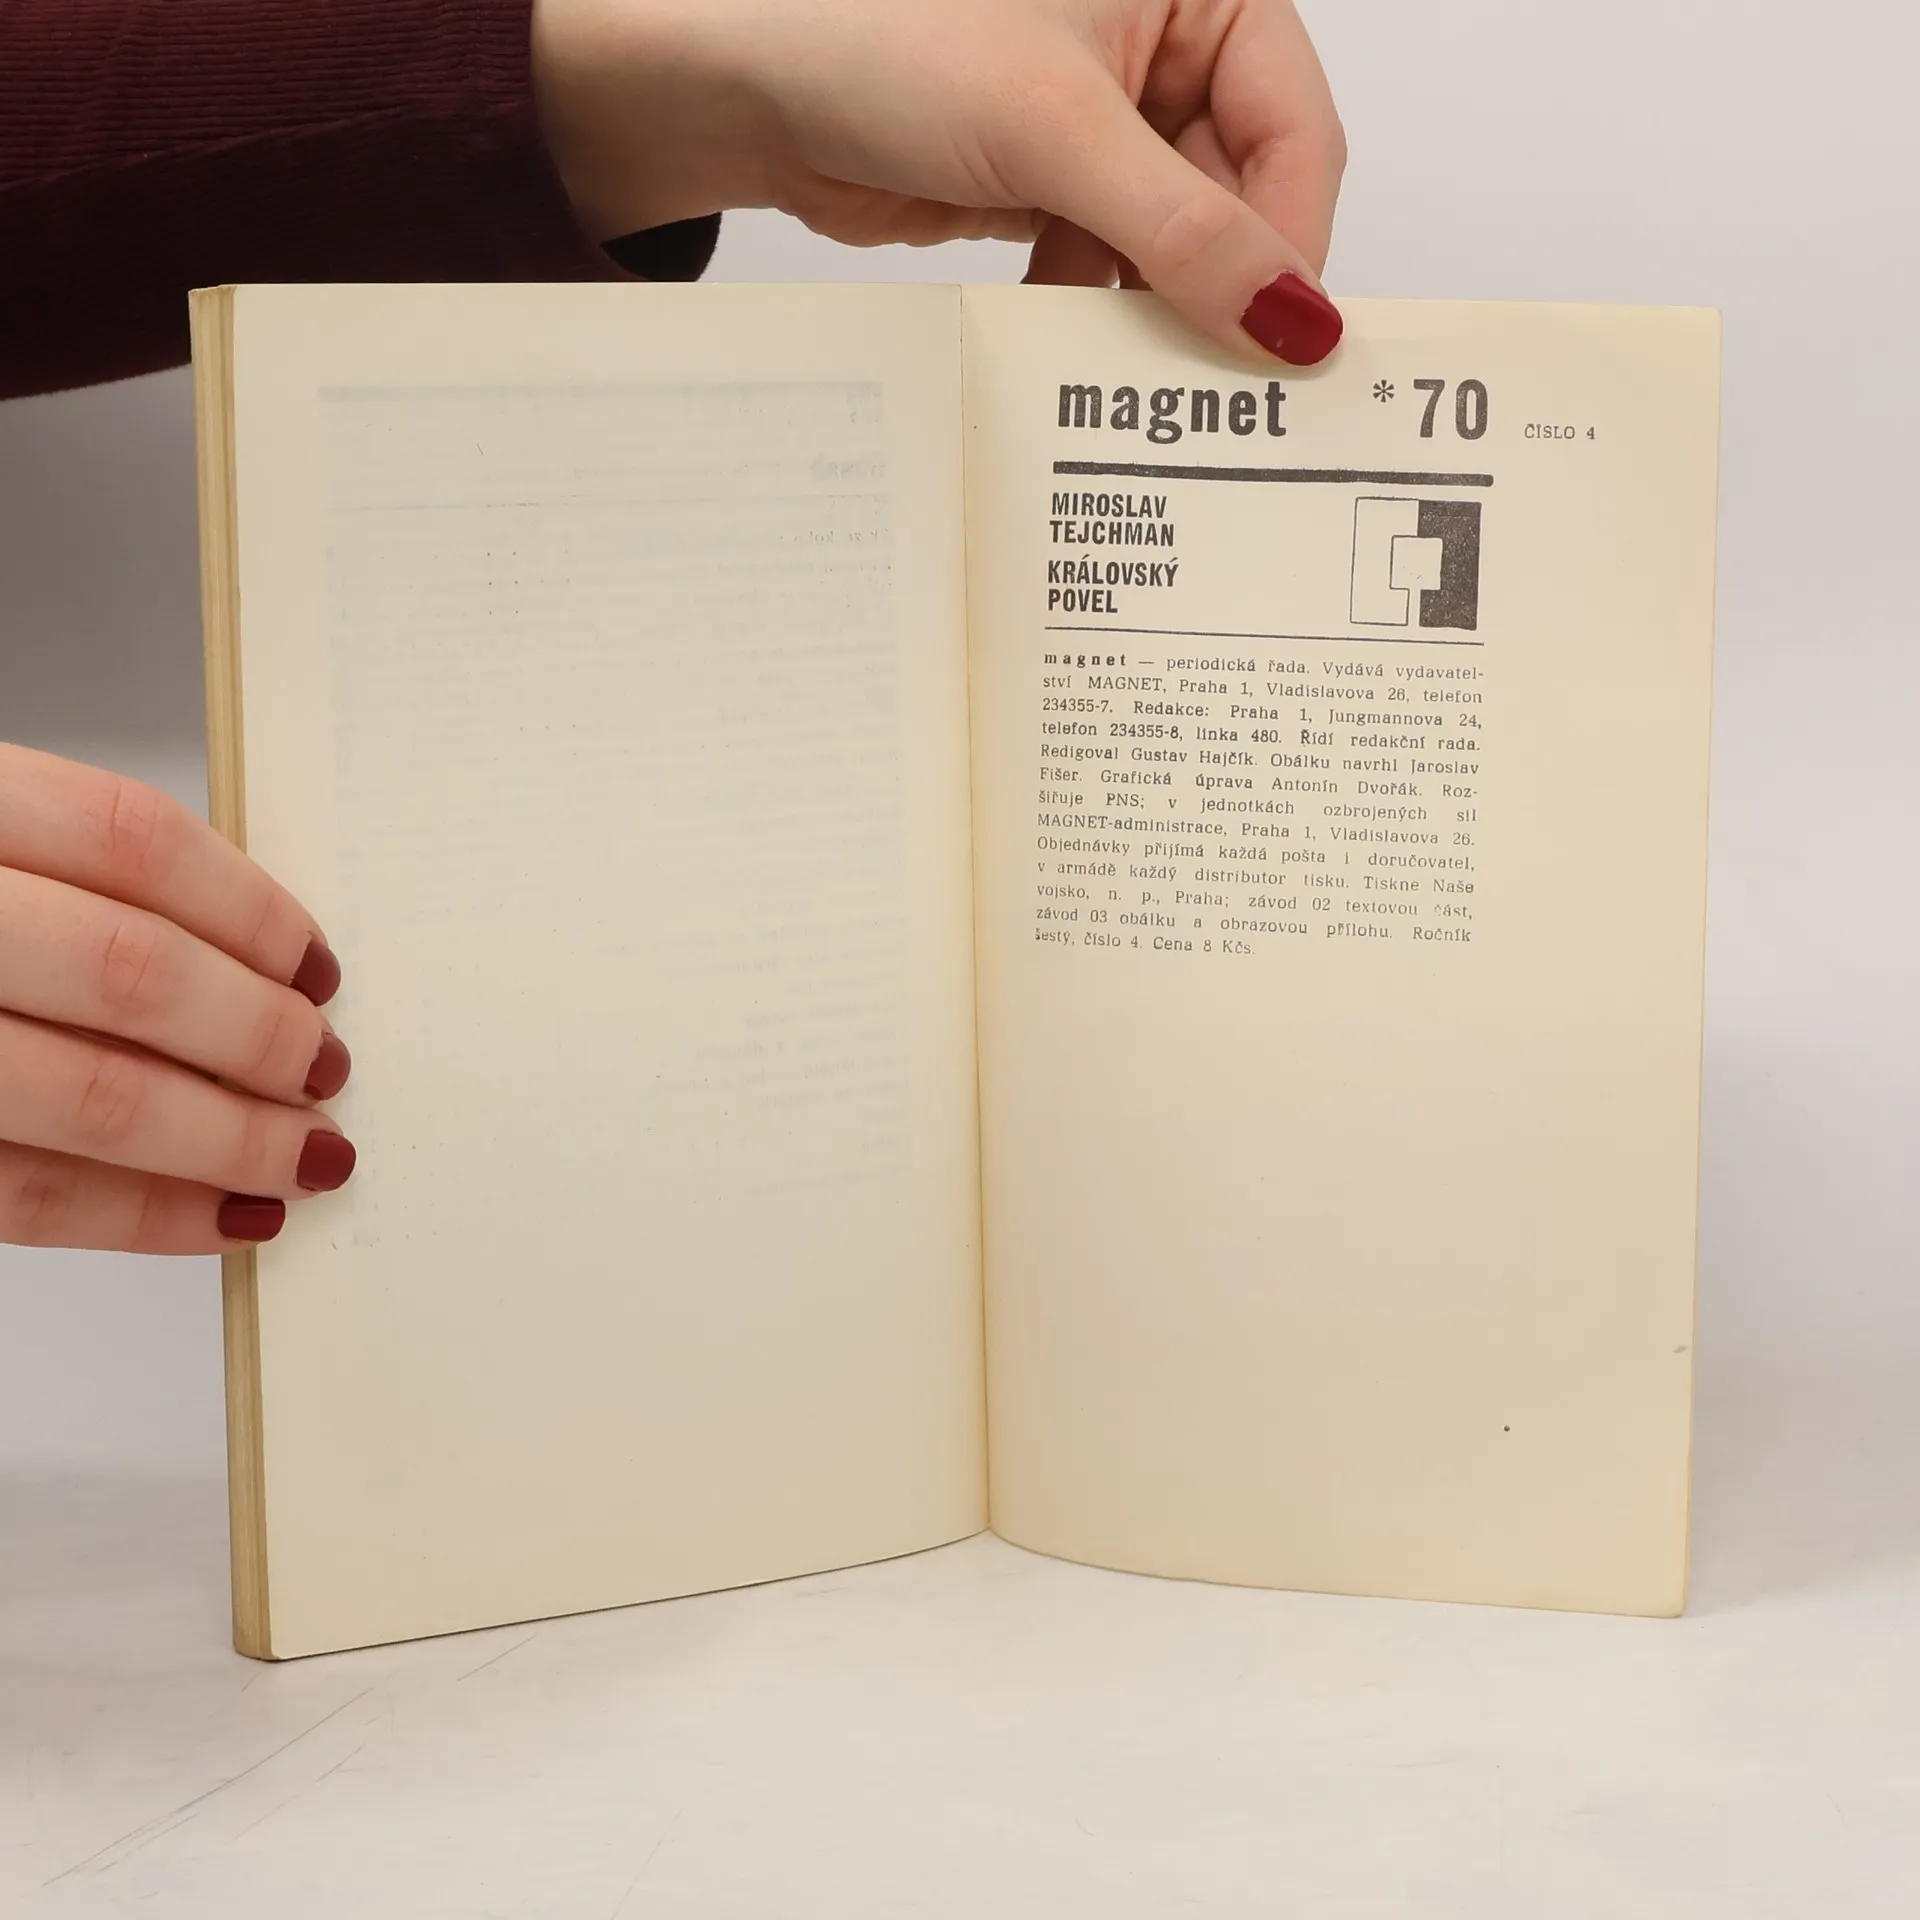 magnet * 70 ČÍSLO 4
MIROSLAV
TEJCHMAN
KRÁLOVSKÝ
POVEL
magnet — periodická řada. Vydává vydavatel-
ství MAGNET, Praha 1, Vladislavova 26, telefon
234355-7. Redakce: Praha 1, Jungmannova 24,
telefon 234355-8, linka 480. Řídí redakční rada.
Redigoval Gustav Hajčík. Obálku navrhl Jaroslav
Fišer. Grafická úprava Antonín Dvořák. Roz-
šiřuje PNS; v jednotkách ozbrojených sil
MAGNET-administrace, Praha 1, Vladislavova 26.
Objednávky přijímá každá pošta i doručovatel,
v armádě každý distributor tisku. Tiskne Naše
vojsko, n. p., Praha; závod 02 textovou část,
závod 03 obálku a obrazovou přílohu. Ročník
šestý, číslo 4. Cena 8 Kčs.